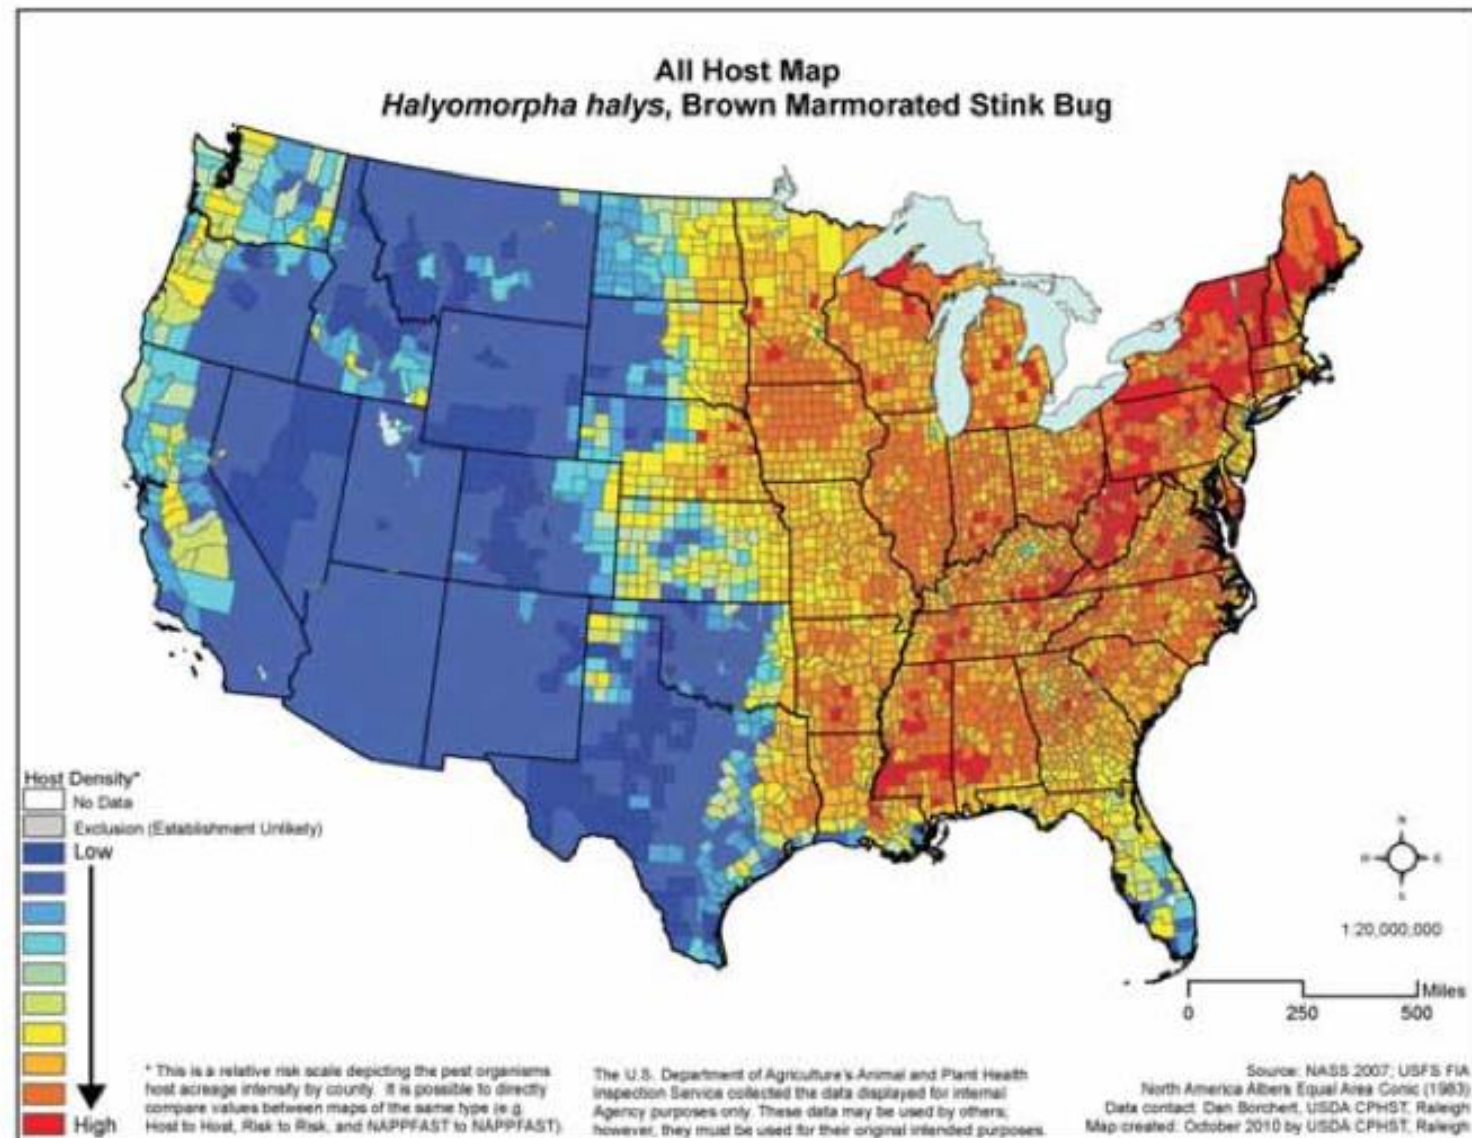 All Host Map
Halyomorpha halys, Brown Marmorated Stink Bug
Host Density*
No Data
Exclusion (Establishment Unlikely)
Low
High
* This is a relative risk scale depicting the pest organisms
host acreage intensity by county. It is possible to directly
compare values between maps of the same type (e.g.
Host to Host, Risk to Risk, and NAPPFAST to NAPPFAST)
The U.S. Department of Agriculture's Animal and Plant Health
Inspection Service collected the data displayed for internal
Agency purposes only. These data may be used by others;
however, they must be used for their original intended purposes.
N
E
S
1:20,000,000
Miles
0 250 500
Source: NASS 2007; USFS FIA
North America Albers Equal Area Conic (1983)
Data contact: Dan Borchert, USDA CPHST, Raleigh
Map created: October 2010 by USDA CPHST, Raleigh